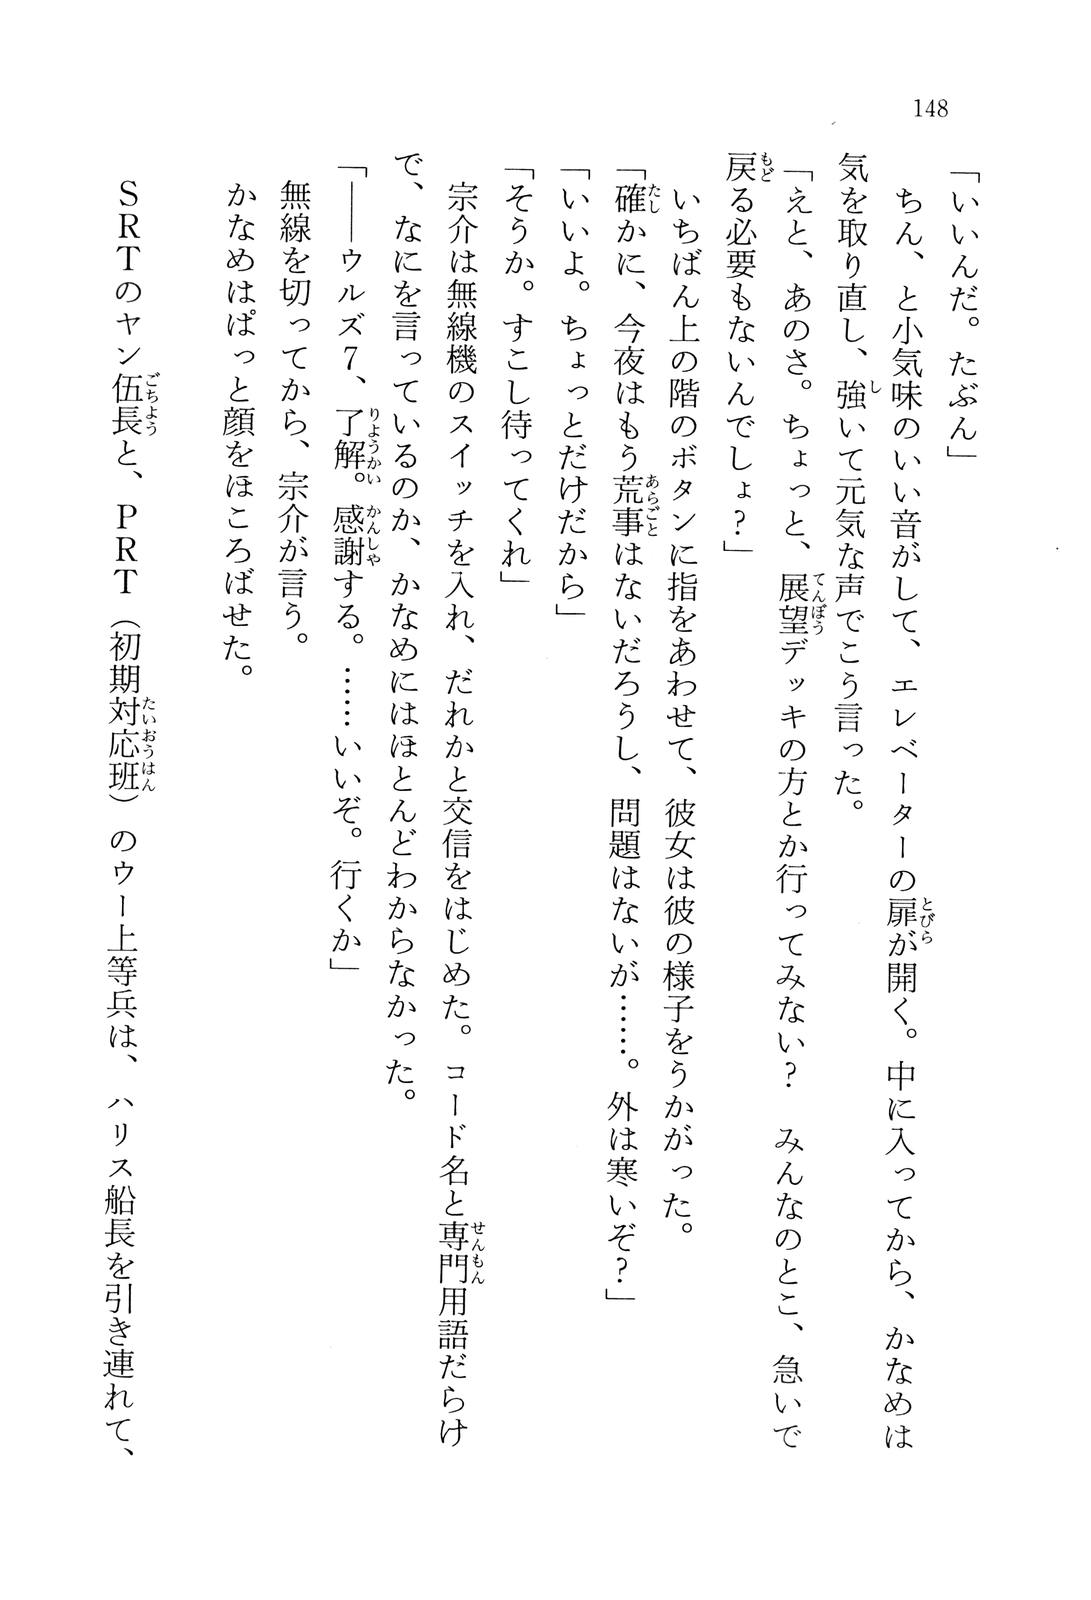 148
「いいんだ。たぶん」
ちん、と小気味のいい音がして、エレベーターの扉が開く。中に入ってから、かなめは
気を取り直し、強いて元気な声でこう言った。
「えと、あのさ。ちょっと、展望デッキの方とか行ってみない？　みんなのとこ、急いで
戻る必要もないんでしょ？」
いちばん上の階のボタンに指をあわせて、彼女は彼の様子をうかがった。
「確かに、今夜はもう荒事はないだろうし、問題はないが……。外は寒いぞ？」
「いいよ。ちょっとだけだから」
「そうか。すこし待ってくれ」
宗介は無線機のスイッチを入れ、だれかと交信をはじめた。コード名と専門用語だらけ
で、なにを言っているのか、かなめにはほとんどわからなかった。
「――ウルズ７、了解。感謝する。……いいぞ。行くか」
無線を切ってから、宗介が言う。
かなめはぱっと顔をほころばせた。
ＳＲＴのヤン伍長と、ＰＲＴ（初期対応班）のウー上等兵は、ハリス船長を引き連れて、